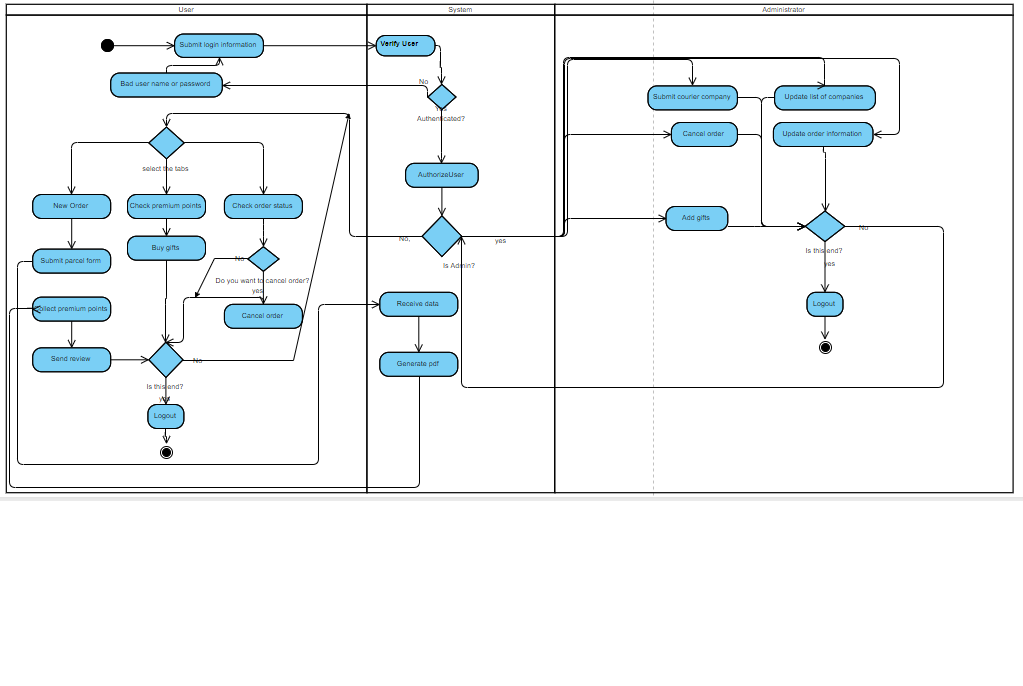 User
System
Administrator
Submit login information
Verify User
Bad user name or password
No
yes
Authenticated?
Submit courier company
Update list of companies
Cancel order
Update order information
select the tabs
AuthorizeUser
New Order
Check premium points
Check order status
Add gifts
Buy gifts
No,
yes
No
Is Admin?
Is this end?
yes
Submit parcel form
No
Do you want to cancel order?
yes
Collect premium points
Cancel order
Receive data
Logout
Send review
No
Generate pdf
Is this end?
yes
Logout